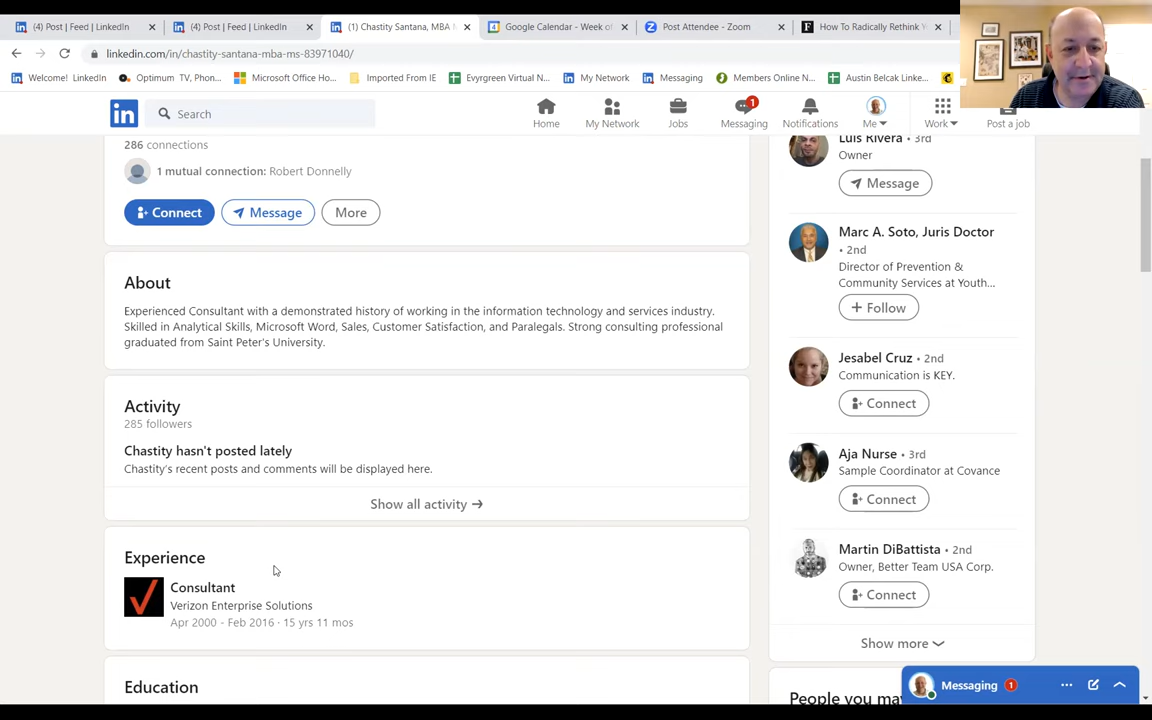 (4) Post | Feed | LinkedIn
(4) Post | Feed | LinkedIn
(1) Chastity Santana, MBA
Google Calendar - Week of
Post Attendee - Zoom
How To Radically Rethink
linkedin.com/in/chastity-santana-mba-ms-83971040/
Welcome! LinkedIn
Optimum TV, Phon...
Microsoft Office Ho...
Imported From IE
Evyrgreen Virtual N...
My Network
Messaging
Members Online N...
Austin Belcak Linke...
in
Search
Home
My Network
Jobs
1
Messaging
Notifications
Me
Work
Post a job
286 connections
1 mutual connection: Robert Donnelly
Connect
Message
More
About
Experienced Consultant with a demonstrated history of working in the information technology and services industry.
Skilled in Analytical Skills, Microsoft Word, Sales, Customer Satisfaction, and Paralegals. Strong consulting professional
graduated from Saint Peter's University.
Activity
285 followers
Chastity hasn't posted lately
Chastity's recent posts and comments will be displayed here.
Show all activity →
Experience
Consultant
Verizon Enterprise Solutions
Apr 2000 - Feb 2016 · 15 yrs 11 mos
Education
Luis Rivera • 3rd
Owner
Message
Marc A. Soto, Juris Doctor
• 2nd
Director of Prevention &
Community Services at Youth...
+ Follow
Jesabel Cruz • 2nd
Communication is KEY.
Connect
Aja Nurse • 3rd
Sample Coordinator at Covance
Connect
Martin DiBattista • 2nd
Owner, Better Team USA Corp.
Connect
Show more
People you may
Messaging 1